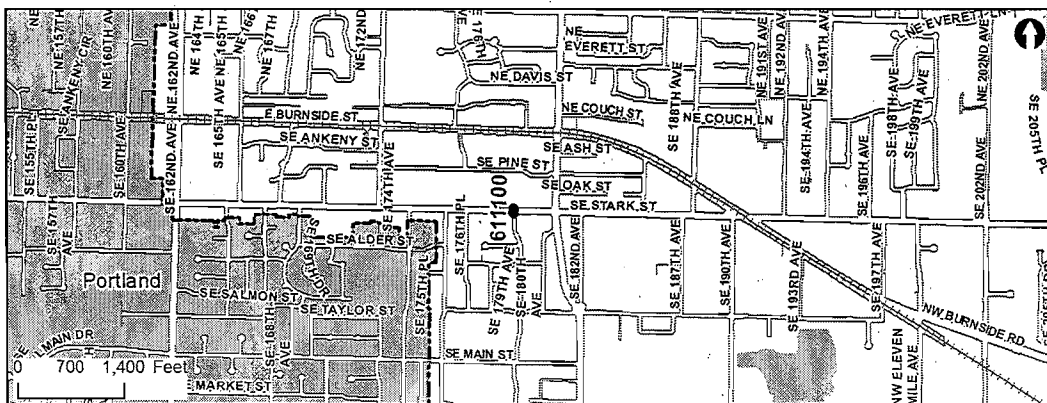 NE 157TH
SE ANKENY CIR
NE 160TH AVE
NE 162ND AVE
NE 164TH
NE 165TH
NE 167TH
NE 172ND
NE
EVERETT ST
NE DAVIS ST
NE 191ST AVE
NE 192ND AVE
NE 194TH AVE
NE EVERETT LN
NE 202ND AVE
SE 205TH PL
E BURNSIDE ST
NE COUCH ST
NE COUCH LN
SE 188TH AVE
NE 198TH AVE
NE 199TH AVE
SE 155TH PL
SE 160TH AVE
SE 162ND AVE
SE 165TH AVE
SE ANKENY ST
SE 174TH AVE
SE ASH ST
SE PINE ST
SE OAK ST
SE STARK ST
SE 194TH AVE
SE 196TH AVE
SE 202ND AVE
SE 157TH
AVE
SE ALDER ST
SE 176TH PL
611100
SE 179TH AVE
SE 180TH
AVE
SE 182ND AVE
SE 187TH AVE
SE 190TH AVE
SE 193RD AVE
SE 197TH AVE
Portland
SE SALMON ST
SE TAYLOR ST
SE 175TH PL
SE 168TH
AVE
SE MAIN ST
NW BURNSIDE RD
NW ELEVEN
MILE AVE
MAIN DR
0 700 1,400 Feet
MARKET ST